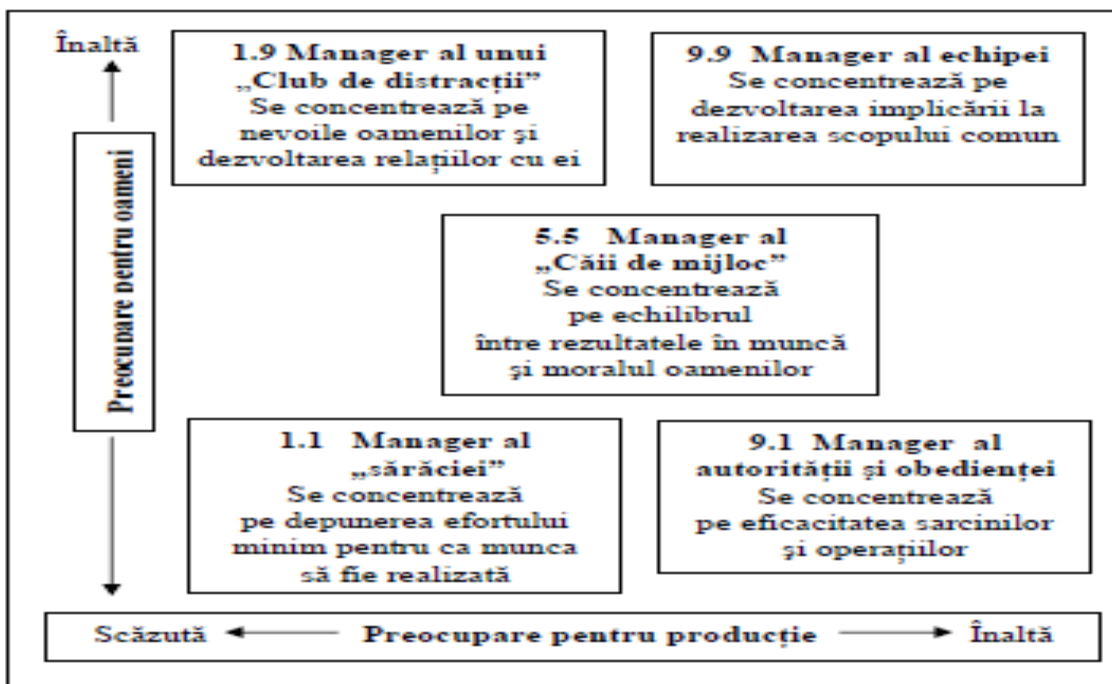 Înaltă
1.9 Manager al unui
„Club de distracții”
Se concentrează pe
nevoile oamenilor și
dezvoltarea relațiilor cu ei
9.9 Manager al echipei
Se concentrează pe
dezvoltarea implicării la
realizarea scopului comun
Preocupare pentru oameni
5.5 Manager al
„Căii de mijloc”
Se concentrează
pe echilibrul
între rezultatele în muncă
și moralul oamenilor
1.1 Manager al
„sărăciei”
Se concentrează
pe depunerea efortului
minim pentru ca munca
să fie realizată
9.1 Manager al
autorității și obedienței
Se concentrează
pe eficacitatea sarcinilor
și operațiilor
Scăzută Preocupare pentru producție Înaltă